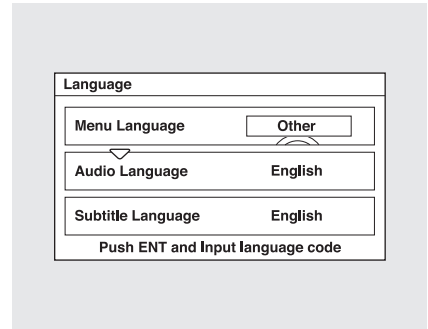 Language
Menu Language Other
Audio Language English
Subtitle Language English
Push ENT and Input language code